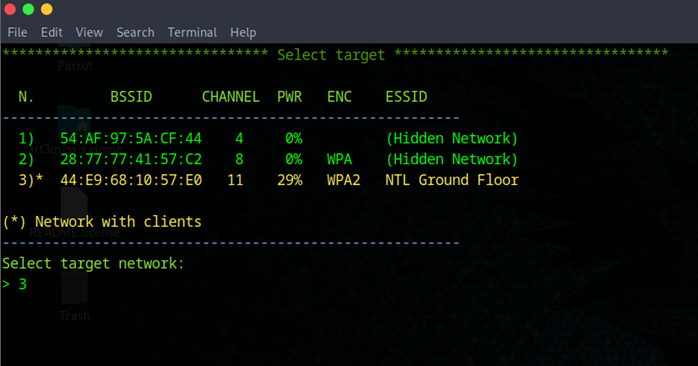 File Edit View Search Terminal Help
******************************** Select target *********************************
Parrot
N. BSSID CHANNEL PWR ENC ESSID
-------------------------------------------------------
1) 54:AF:97:5A:CF:44 4 0% (Hidden Network)
2) 28:77:77:41:57:C2 8 0% WPA (Hidden Network)
3)* 44:E9:68:10:57:E0 11 29% WPA2 NTL Ground Floor
(*) Network with clients
README.license
-------------------------------------------------------
Select target network:
> 3
Trash